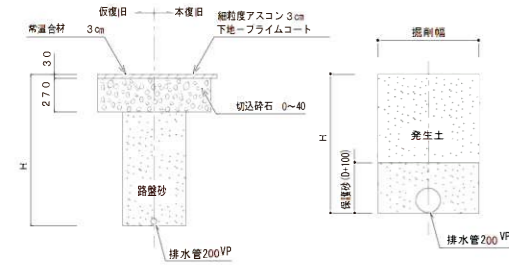 仮復旧 本復旧
常温合材 3㎝
細粒度アスコン3㎝
下地ープライムコート
30
270
H
切込砕石 0～40
路盤砂
排水管200VP
掘削幅
H
発生土
保護砂(D+100)
排水管200VP